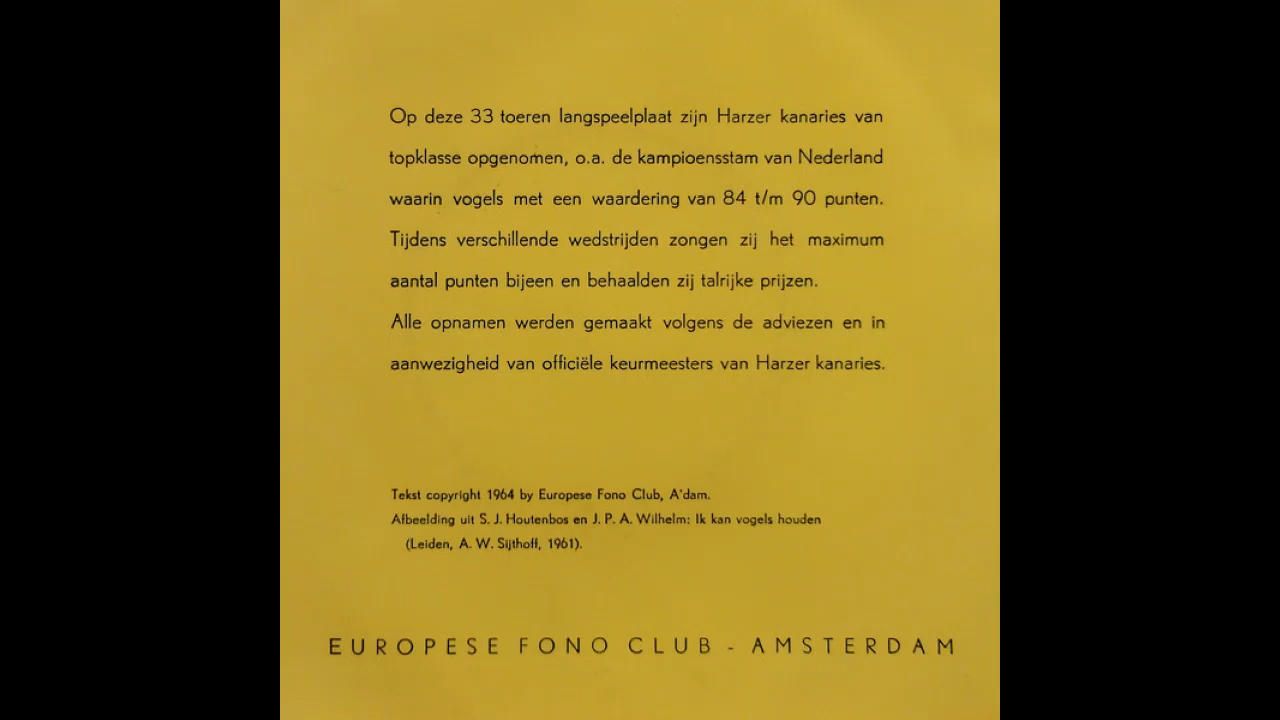 Op deze 33 toeren langspeelplaat zijn Harzer kanaries van
topklasse opgenomen, o.a. de kampioensstam van Nederland
waarin vogels met een waardering van 84 t/m 90 punten.
Tijdens verschillende wedstrijden zongen zij het maximum
aantal punten bijeen en behaalden zij talrijke prijzen.
Alle opnamen werden gemaakt volgens de adviezen en in
aanwezigheid van officiële keurmeesters van Harzer kanaries.
Tekst copyright 1964 by Europese Fono Club, A'dam.
Afbeelding uit S. J. Houtenbos en J. P. A. Wilhelm: Ik kan vogels houden
(Leiden, A. W. Sijthoff, 1961).
EUROPESE FONO CLUB - AMSTERDAM